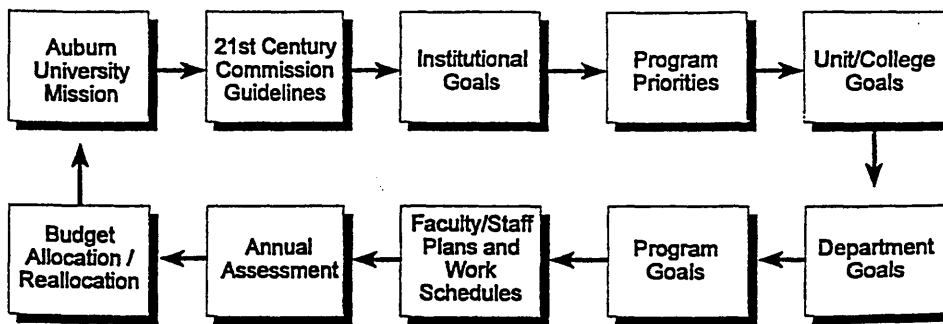 Auburn
University
Mission
21st Century
Commission
Guidelines
Institutional
Goals
Program
Priorities
Unit/College
Goals
Budget
Allocation /
Reallocation
Annual
Assessment
Faculty/Staff
Plans and
Work
Schedules
Program
Goals
Department
Goals